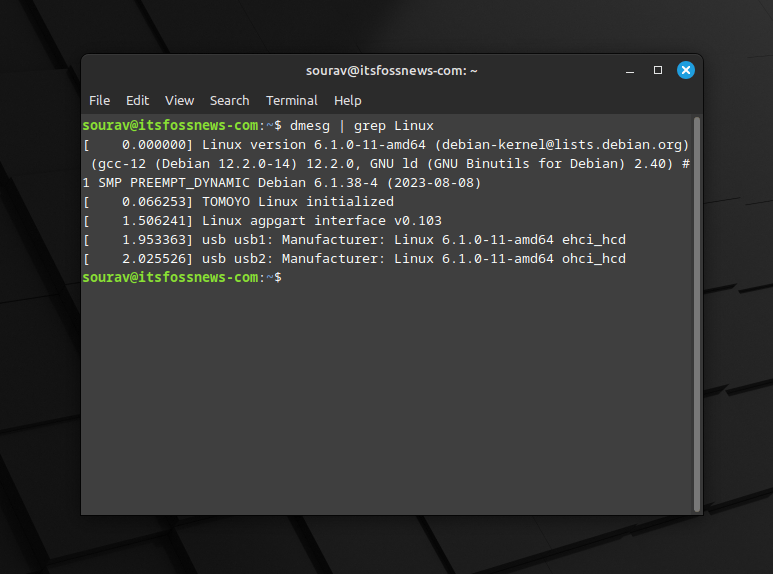 sourav@itsfossnews-com: ~
File Edit View Search Terminal Help
sourav@itsfossnews-com:~$ dmesg | grep Linux
[    0.000000] Linux version 6.1.0-11-amd64 (debian-kernel@lists.debian.org)
 (gcc-12 (Debian 12.2.0-14) 12.2.0, GNU ld (GNU Binutils for Debian) 2.40) #
1 SMP PREEMPT_DYNAMIC Debian 6.1.38-4 (2023-08-08)
[    0.066253] TOMOYO Linux initialized
[    1.506241] Linux agpgart interface v0.103
[    1.953363] usb usb1: Manufacturer: Linux 6.1.0-11-amd64 ehci_hcd
[    2.025526] usb usb2: Manufacturer: Linux 6.1.0-11-amd64 ohci_hcd
sourav@itsfossnews-com:~$